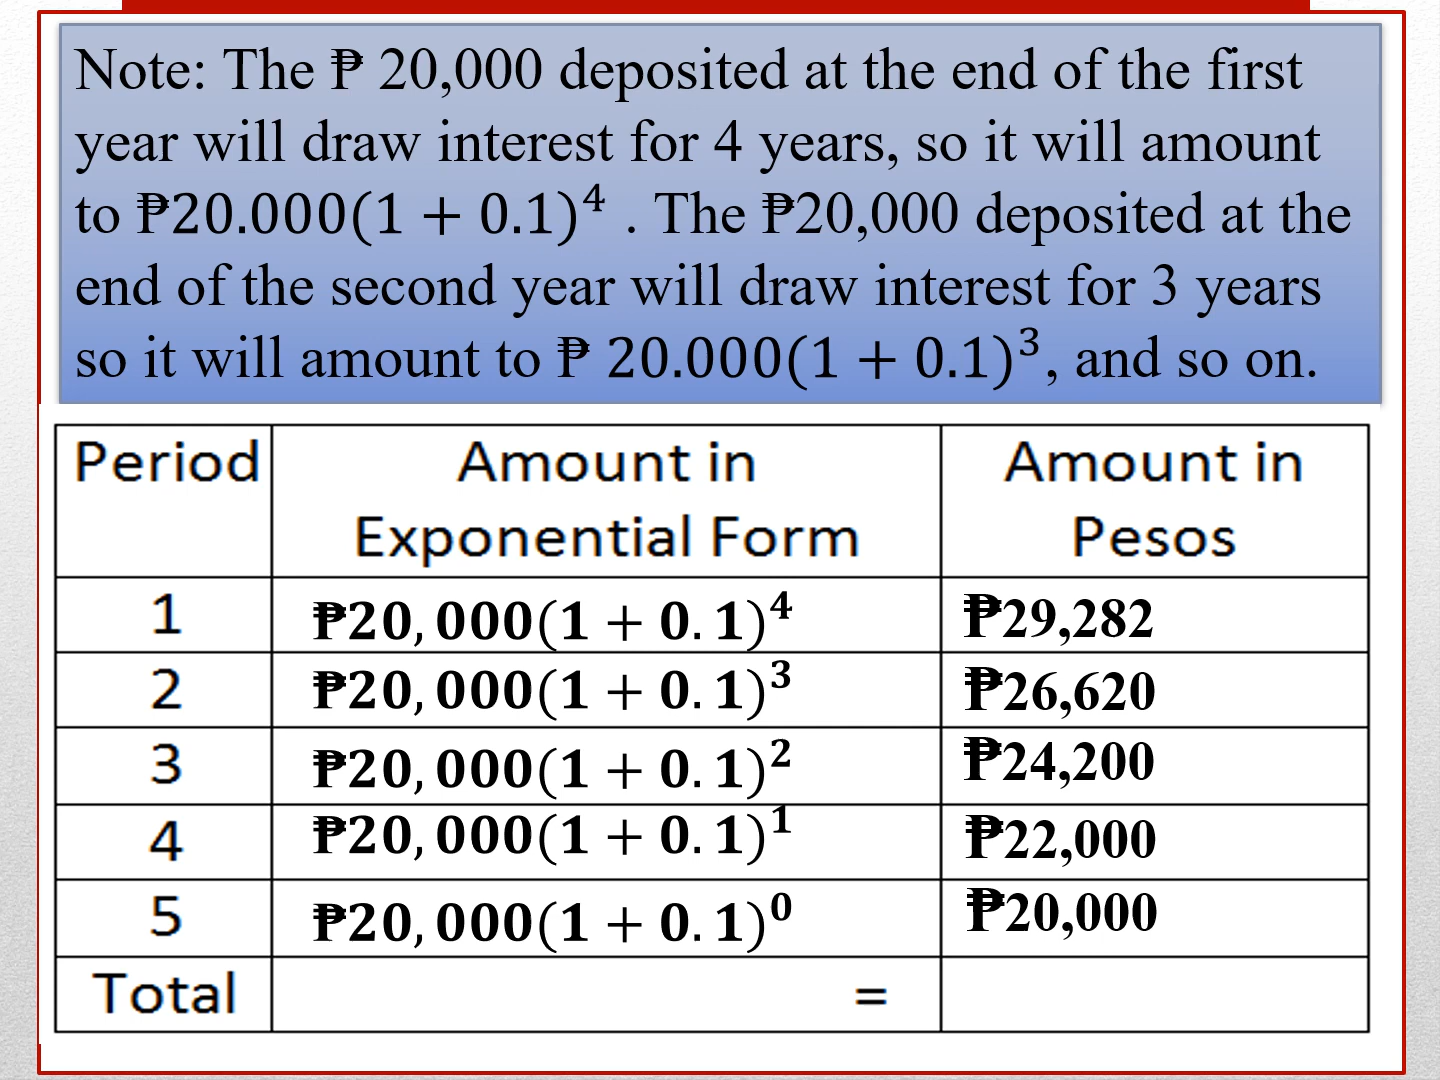 Note: The ₱ 20,000 deposited at the end of the first
year will draw interest for 4 years, so it will amount
to ₱20.000(1 + 0.1)⁴ . The ₱20,000 deposited at the
end of the second year will draw interest for 3 years
so it will amount to ₱ 20.000(1 + 0.1)³, and so on.
Period Amount in Exponential Form Amount in Pesos
1 ₱20,000(1 + 0.1)⁴ ₱29,282
2 ₱20,000(1 + 0.1)³ ₱26,620
3 ₱20,000(1 + 0.1)² ₱24,200
4 ₱20,000(1 + 0.1)¹ ₱22,000
5 ₱20,000(1 + 0.1)⁰ ₱20,000
Total =